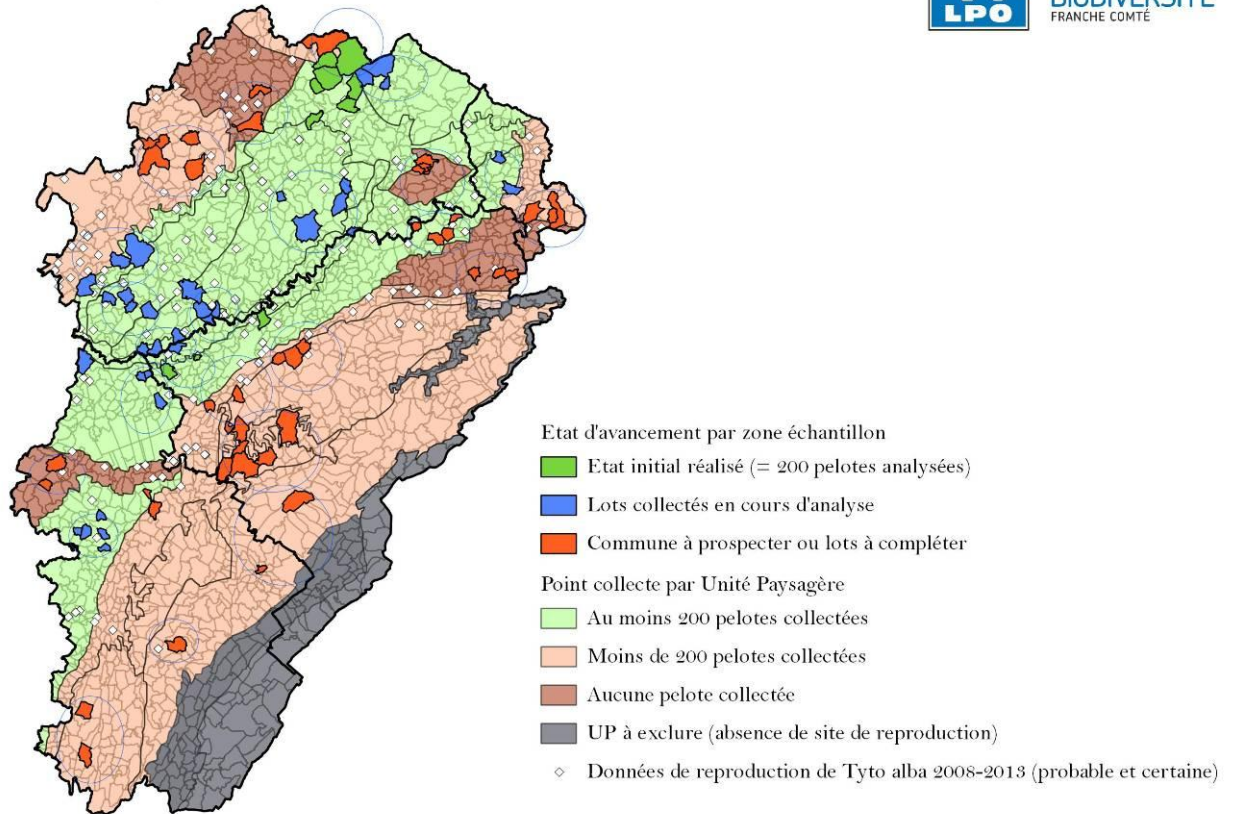 LPO
BIODIVERSITÉ
FRANCHE COMTÉ
Etat d'avancement par zone échantillon
Etat initial réalisé (= 200 pelotes analysées)
Lots collectés en cours d'analyse
Commune à prospecter ou lots à compléter
Point collecte par Unité Paysagère
Au moins 200 pelotes collectées
Moins de 200 pelotes collectées
Aucune pelote collectée
UP à exclure (absence de site de reproduction)
Données de reproduction de Tyto alba 2008-2013 (probable et certaine)